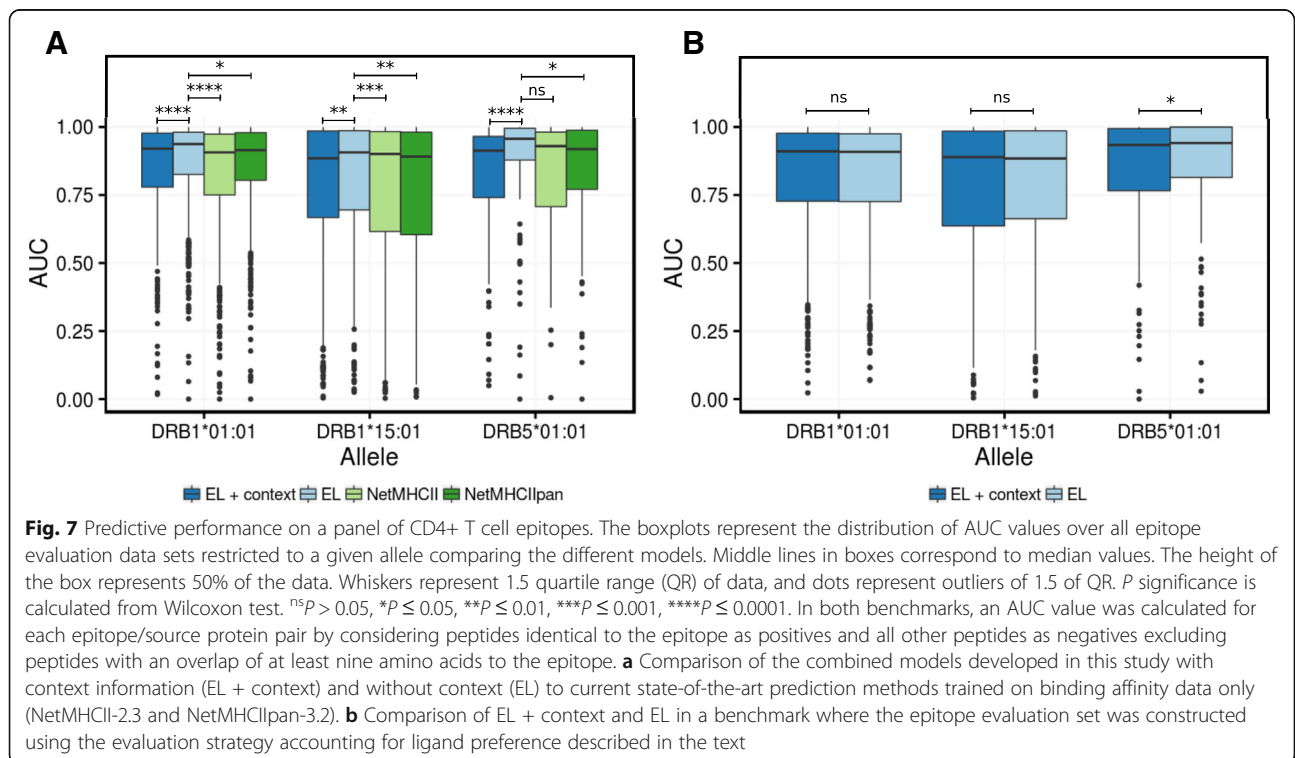 A
B
* ** *
**** *** ns
**** ** ****
ns ns *
1.00
0.75
0.50
0.25
0.00
AUC
DRB1*01:01 DRB1*15:01 DRB5*01:01
Allele
EL + context EL NetMHCII NetMHCIIpan
1.00
0.75
0.50
0.25
0.00
AUC
DRB1*01:01 DRB1*15:01 DRB5*01:01
Allele
EL + context EL
Fig. 7 Predictive performance on a panel of CD4+ T cell epitopes. The boxplots represent the distribution of AUC values over all epitope
evaluation data sets restricted to a given allele comparing the different models. Middle lines in boxes correspond to median values. The height of
the box represents 50% of the data. Whiskers represent 1.5 quartile range (QR) of data, and dots represent outliers of 1.5 of QR. P significance is
calculated from Wilcoxon test. nsP > 0.05, *P ≤ 0.05, **P ≤ 0.01, ***P ≤ 0.001, ****P ≤ 0.0001. In both benchmarks, an AUC value was calculated for
each epitope/source protein pair by considering peptides identical to the epitope as positives and all other peptides as negatives excluding
peptides with an overlap of at least nine amino acids to the epitope. a Comparison of the combined models developed in this study with
context information (EL + context) and without context (EL) to current state-of-the-art prediction methods trained on binding affinity data only
(NetMHCII-2.3 and NetMHCIIpan-3.2). b Comparison of EL + context and EL in a benchmark where the epitope evaluation set was constructed
using the evaluation strategy accounting for ligand preference described in the text